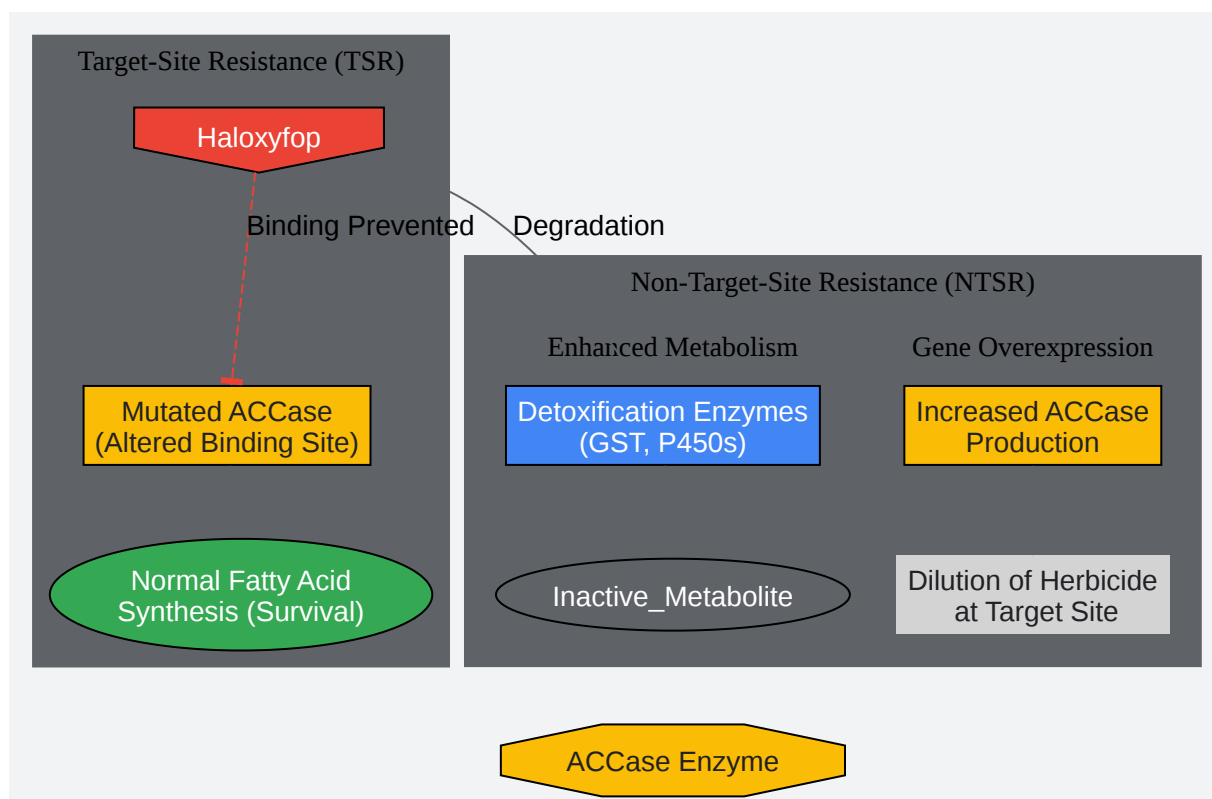 Target-Site Resistance (TSR)
Haloxyfop
Binding Prevented
Degradation
Mutated ACCase
(Altered Binding Site)
Normal Fatty Acid
Synthesis (Survival)
Non-Target-Site Resistance (NTSR)
Enhanced Metabolism
Detoxification Enzymes
(GST, P450s)
Inactive_Metabolite
Gene Overexpression
Increased ACCase
Production
Dilution of Herbicide
at Target Site
ACCase Enzyme